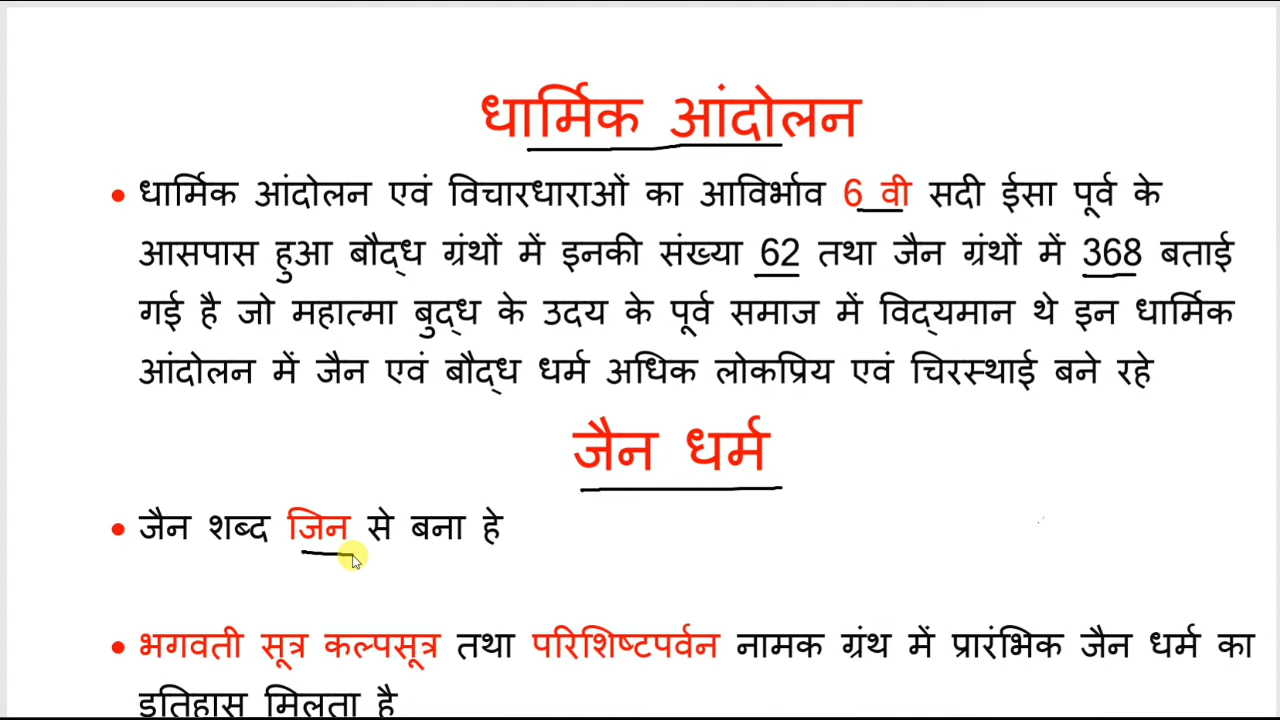 धार्मिक आंदोलन
• धार्मिक आंदोलन एवं विचारधाराओं का आविर्भाव 6 वी सदी ईसा पूर्व के
आसपास हुआ बौद्ध ग्रंथों में इनकी संख्या 62 तथा जैन ग्रंथों में 368 बताई
गई है जो महात्मा बुद्ध के उदय के पूर्व समाज में विद्यमान थे इन धार्मिक
आंदोलन में जैन एवं बौद्ध धर्म अधिक लोकप्रिय एवं चिरस्थाई बने रहे
जैन धर्म
• जैन शब्द जिन से बना हे
• भगवती सूत्र कल्पसूत्र तथा परिशिष्टपर्वन नामक ग्रंथ में प्रारंभिक जैन धर्म का
इतिहास मिलता है